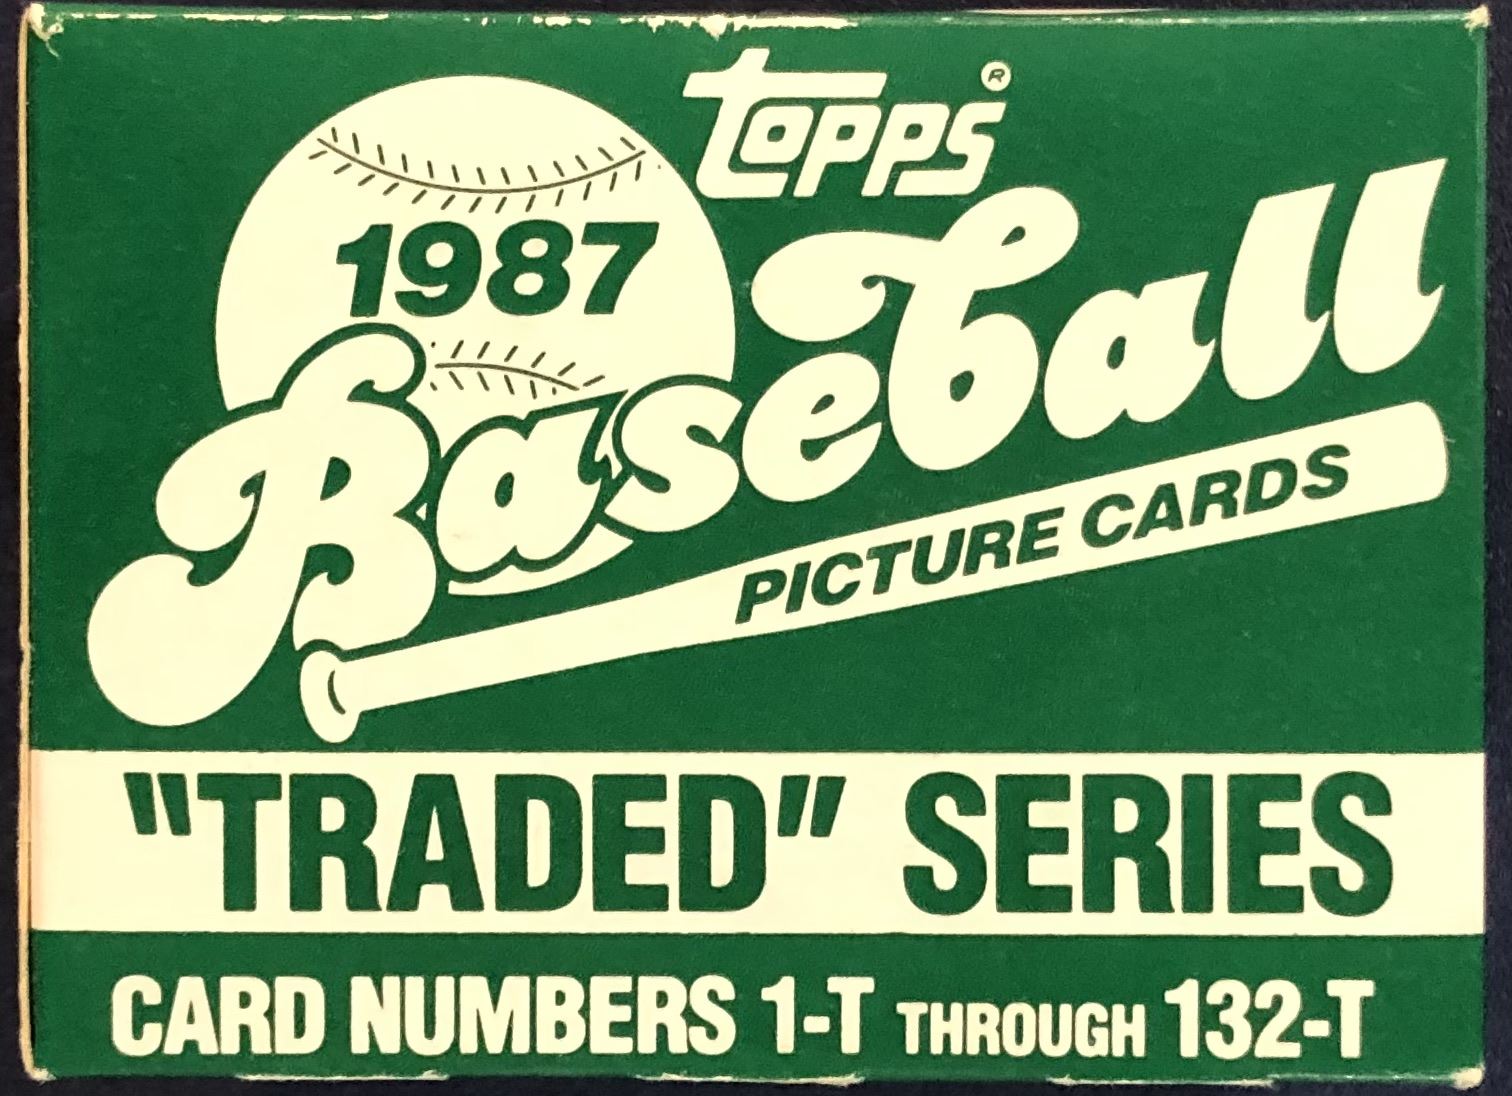 topps®
1987
Baseball
PICTURE CARDS
"TRADED" SERIES
CARD NUMBERS 1-T THROUGH 132-T